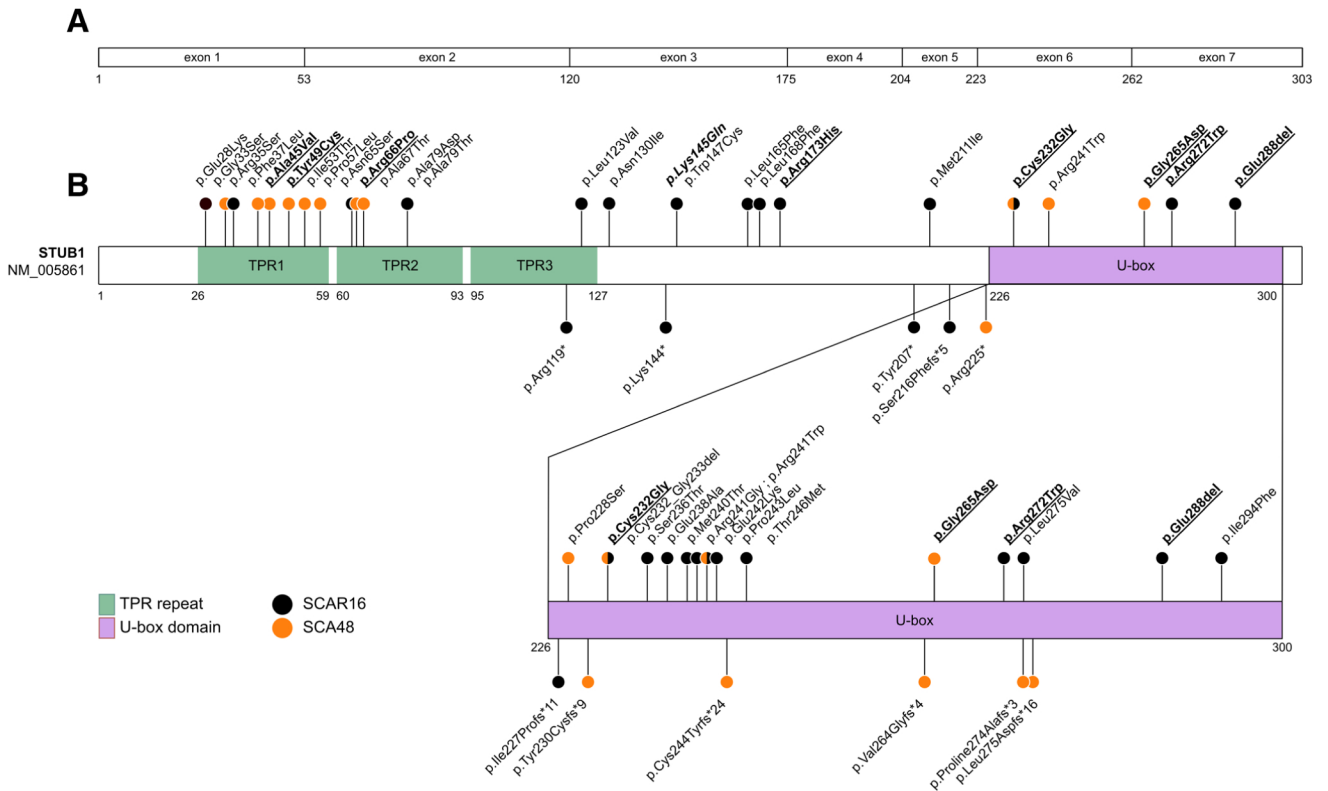 A
exon 1 exon 2 exon 3 exon 4 exon 5 exon 6 exon 7
1 53 120 175 204 223 262 303
B
p.Glu28Lys
p.Gly33Ser
p.Arg35Ser
p.Phe37Leu
p.Ala45Val
p.Tyr49Cys
p.Ile53Thr
p.Pro57Leu
p.Asn65Ser
p.Arg66Pro
p.Ala67Thr
p.Ala79Asp
p.Ala79Thr
p.Leu123Val
p.Asn130Ile
p.Lys145Gln
p.Trp147Cys
p.Leu165Phe
p.Leu168Phe
p.Arg173His
p.Met211Ile
p.Cys232Gly
p.Arg241Trp
p.Gly265Asp
p.Arg272Trp
p.Glu288del
STUB1
NM_005861
TPR1 TPR2 TPR3 U-box
1 26 59 60 93 95 127 226 300
p.Arg119*
p.Lys144*
p.Tyr207*
p.Ser216Phefs*5
p.Arg225*
p.Pro228Ser
p.Cys232Gly
p.Cys232_Gly233del
p.Ser236Thr
p.Glu238Ala
p.Met240Thr
p.Arg241Gly ; p.Arg241Trp
p.Glu242Lys
p.Pro243Leu
p.Thr246Met
p.Gly265Asp
p.Arg272Trp
p.Leu275Val
p.Glu288del
p.Ile294Phe
U-box
226 300
p.Ile227Profs*11
p.Tyr230Cysfs*9
p.Cys244Tyrfs*24
p.Val264Glyfs*4
p.Proline274Alafs*3
p.Leu275Aspfs*16
TPR repeat
U-box domain
SCAR16
SCA48